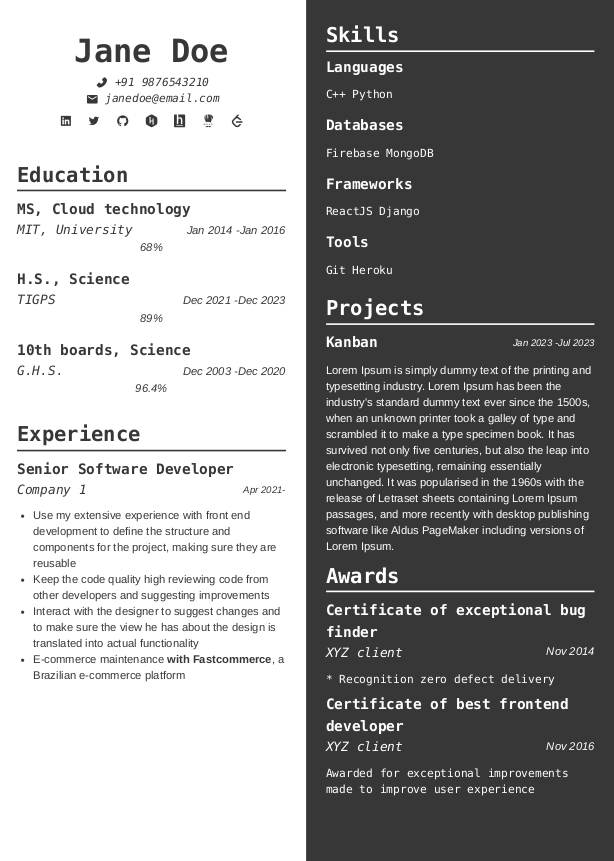 Jane Doe
+91 9876543210
janedoe@email.com
Education
MS, Cloud technology
MIT, University Jan 2014 -Jan 2016
68%
H.S., Science
TIGPS Dec 2021 -Dec 2023
89%
10th boards, Science
G.H.S. Dec 2003 -Dec 2020
96.4%
Experience
Senior Software Developer
Company 1 Apr 2021-
• Use my extensive experience with front end
development to define the structure and
components for the project, making sure they are
reusable
• Keep the code quality high reviewing code from
other developers and suggesting improvements
• Interact with the designer to suggest changes and
to make sure the view he has about the design is
translated into actual functionality
• E-commerce maintenance with Fastcommerce, a
Brazilian e-commerce platform
Skills
Languages
C++ Python
Databases
Firebase MongoDB
Frameworks
ReactJS Django
Tools
Git Heroku
Projects
Kanban Jan 2023 -Jul 2023
Lorem Ipsum is simply dummy text of the printing and
typesetting industry. Lorem Ipsum has been the
industry's standard dummy text ever since the 1500s,
when an unknown printer took a galley of type and
scrambled it to make a type specimen book. It has
survived not only five centuries, but also the leap into
electronic typesetting, remaining essentially
unchanged. It was popularised in the 1960s with the
release of Letraset sheets containing Lorem Ipsum
passages, and more recently with desktop publishing
software like Aldus PageMaker including versions of
Lorem Ipsum.
Awards
Certificate of exceptional bug
finder
XYZ client Nov 2014
* Recognition zero defect delivery
Certificate of best frontend
developer
XYZ client Nov 2016
Awarded for exceptional improvements
made to improve user experience